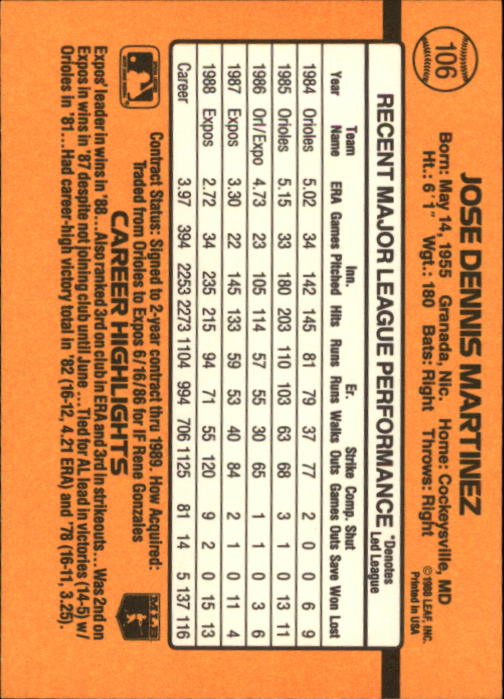 106
JOSE DENNIS MARTINEZ
Born: May 14, 1955 Granada, Nic. Home: Cockeysville, MD
Ht.: 6'1" Wgt.: 180 Bats: Right Throws: Right
©1988 LEAF, INC.
Printed in USA
RECENT MAJOR LEAGUE PERFORMANCE *Denotes Led League
Year Team Name ERA Games Inn. Pitched Hits Runs Er. Runs Walks Strike Outs Comp. Games Shut Outs Save Won Lost
1984 Orioles 5.02 34 142 145 81 79 37 77 2 0 0 6 9
1985 Orioles 5.15 33 180 203 110 103 63 68 3 1 0 13 11
1986 Orl/Expo 4.73 23 105 114 57 55 30 65 1 1 0 3 6
1987 Expos 3.30 22 145 133 59 53 40 84 2 1 0 11 4
1988 Expos 2.72 34 235 215 94 71 55 120 9 2 0 15 13
Career 3.97 394 2253 2273 1104 994 706 1125 81 14 5 137 116
Contract Status: Signed to 2-year contract thru 1989. How Acquired:
Traded from Orioles to Expos 6/16/86 for IF Rene Gonzales
CAREER HIGHLIGHTS
Expos' leader in wins in '88...Also ranked 3rd on club in ERA and 3rd in strikeouts...Was 2nd on
Expos in wins in '87 despite not joining club until June...Tied for AL lead in victories (14-5) w/
Orioles in '81...Had career-high victory total in '82 (16-12, 4.21 ERA) and '78 (16-11, 3.25).